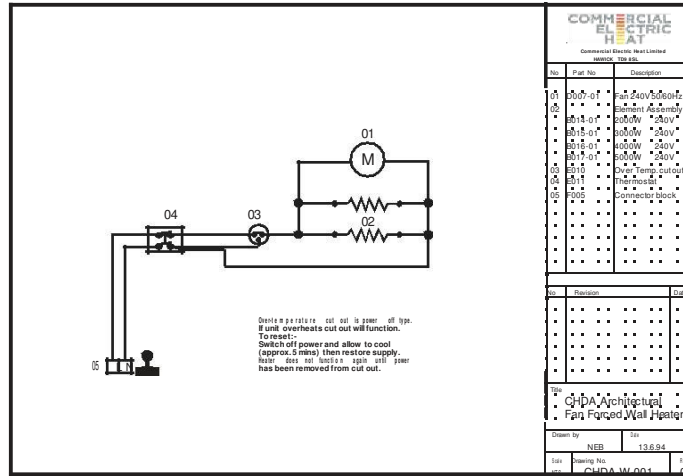 COMMERCIAL
ELECTRIC
HEAT
Commercial Electric Heat Limited
HAWICK TD9 8SL
No Part No Description
01 D007-01 Fan 240V 50/60Hz
02 Element Assembly
B014-01 2000W 240V
B015-01 3000W 240V
B016-01 4000W 240V
B017-01 5000W 240V
03 E010 Over Temp. cut out
04 E011 Thermostat
05 F005 Connector block
01
M
02
03
04
05
L N
Over-temperature cut out is power off type.
If unit overheats cut out will function.
To reset:-
Switch off power and allow to cool
(approx. 5 mins) then restore supply.
Heater does not function again until power
has been removed from cut out.
No Revision Dat
Title
CHDA Architectural
Fan Forced Wall Heater
Drawn by Date
NEB 13.6.94
Scale Drawing No.
NTS CHDA-W-001